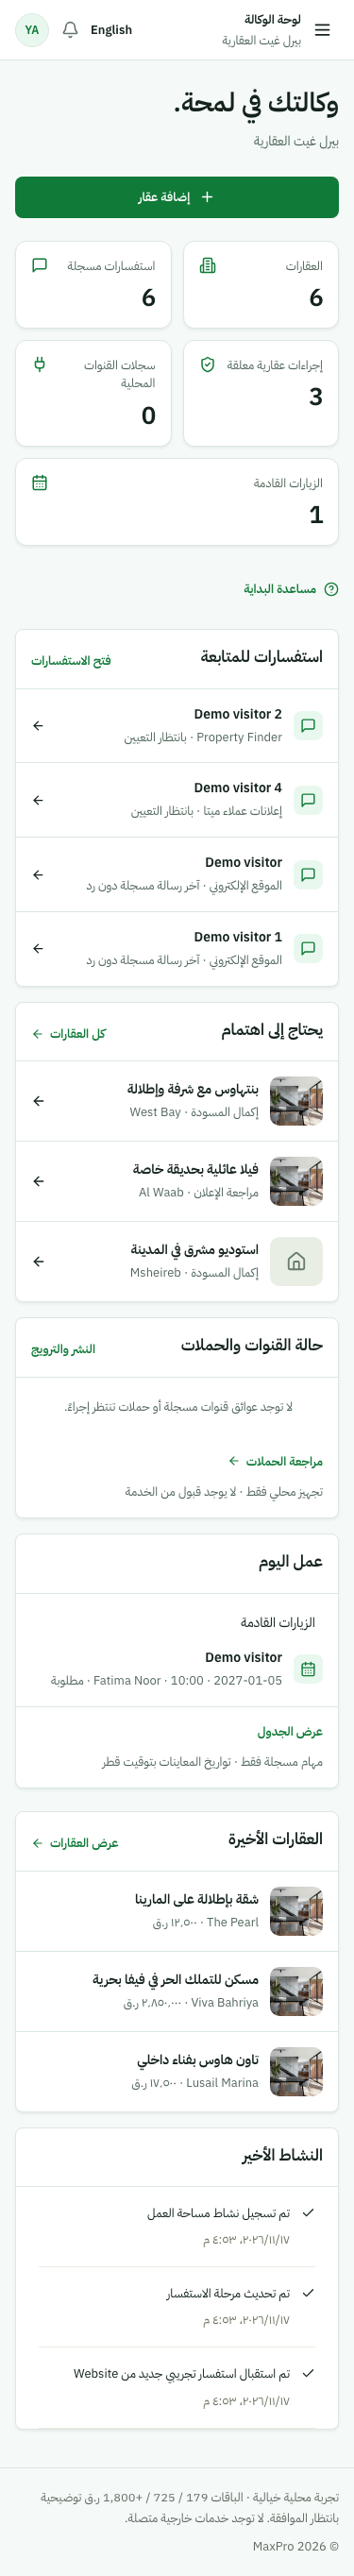 لوحة الوكالة
بيرل غيت العقارية
English
YA
وكالتك في لمحة.
بيرل غيت العقارية
إضافة عقار
العقارات
6
استفسارات مسجلة
6
إجراءات عقارية معلقة
3
سجلات القنوات
المحلية
0
الزيارات القادمة
1
مساعدة البداية
استفسارات للمتابعة
فتح الاستفسارات
Demo visitor 2
Property Finder · بانتظار التعيين
Demo visitor 4
إعلانات عملاء ميتا · بانتظار التعيين
Demo visitor
الموقع الإلكتروني · آخر رسالة مسجلة دون رد
Demo visitor 1
الموقع الإلكتروني · آخر رسالة مسجلة دون رد
يحتاج إلى اهتمام
كل العقارات
بنتهاوس مع شرفة وإطلالة
إكمال المسودة · West Bay
فيلا عائلية بحديقة خاصة
مراجعة الإعلان · Al Waab
استوديو مشرق في المدينة
إكمال المسودة · Msheireb
حالة القنوات والحملات
النشر والترويج
لا توجد عوائق قنوات مسجلة أو حملات تنتظر إجراءً.
مراجعة الحملات
تجهيز محلي فقط · لا يوجد قبول من الخدمة
عمل اليوم
الزيارات القادمة
Demo visitor
2027-01-05 · 10:00 · Fatima Noor · مطلوبة
عرض الجدول
مهام مسجلة فقط · تواريخ المعاينات بتوقيت قطر
العقارات الأخيرة
عرض العقارات
شقة بإطلالة على المارينا
The Pearl · ١٢٬٥٠٠ ر.ق
مسكن للتملك الحر في فيفا بحرية
Viva Bahriya · ٢٬٨٥٠٬٠٠٠ ر.ق
تاون هاوس بفناء داخلي
Lusail Marina · ١٧٬٥٠٠ ر.ق
النشاط الأخير
تم تسجيل نشاط مساحة العمل
٢٠٢٦/١١/١٧، ٤:٥٣ م
تم تحديث مرحلة الاستفسار
٢٠٢٦/١١/١٧، ٤:٥٣ م
تم استقبال استفسار تجريبي جديد من Website
٢٠٢٦/١١/١٧، ٤:٥٣ م
تجربة محلية خيالية · الباقات 179 / 725 / +1,800 ر.ق توضيحية
بانتظار الموافقة. لا توجد خدمات خارجية متصلة.
© 2026 MaxPro